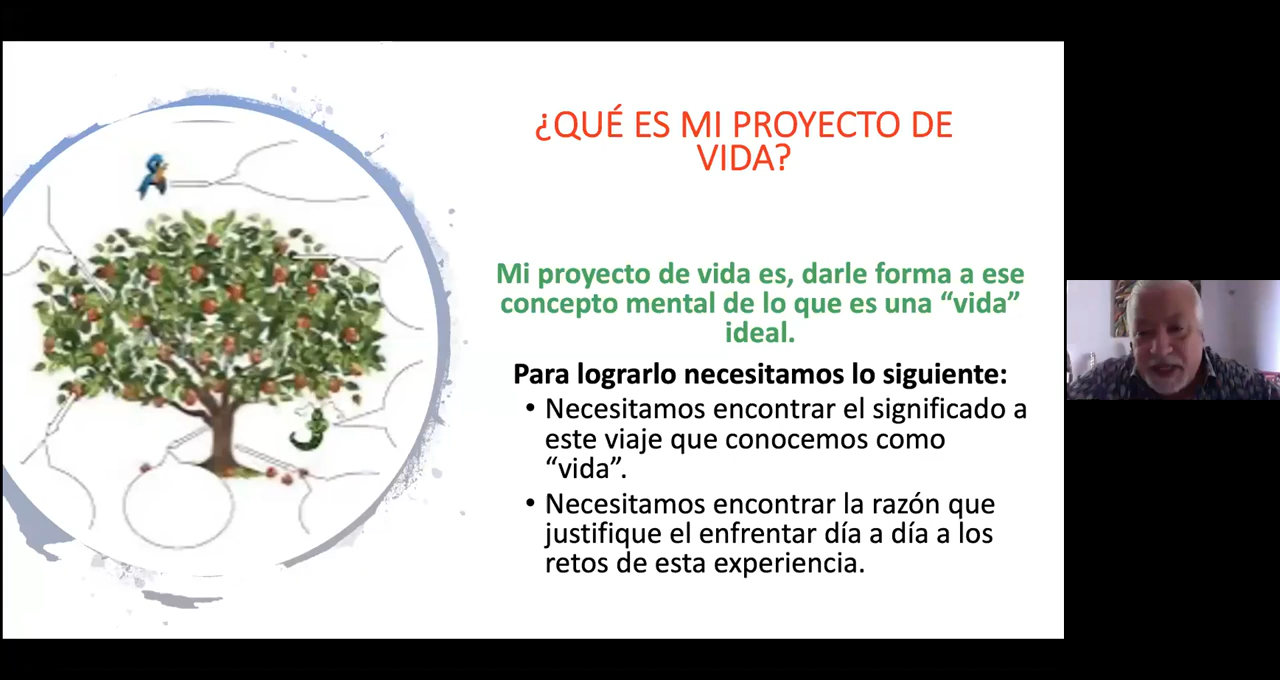 ¿QUÉ ES MI PROYECTO DE
VIDA?
Mi proyecto de vida es, darle forma a ese
concepto mental de lo que es una “vida”
ideal.
Para lograrlo necesitamos lo siguiente:
• Necesitamos encontrar el significado a
este viaje que conocemos como
“vida”.
• Necesitamos encontrar la razón que
justifique el enfrentar día a día a los
retos de esta experiencia.